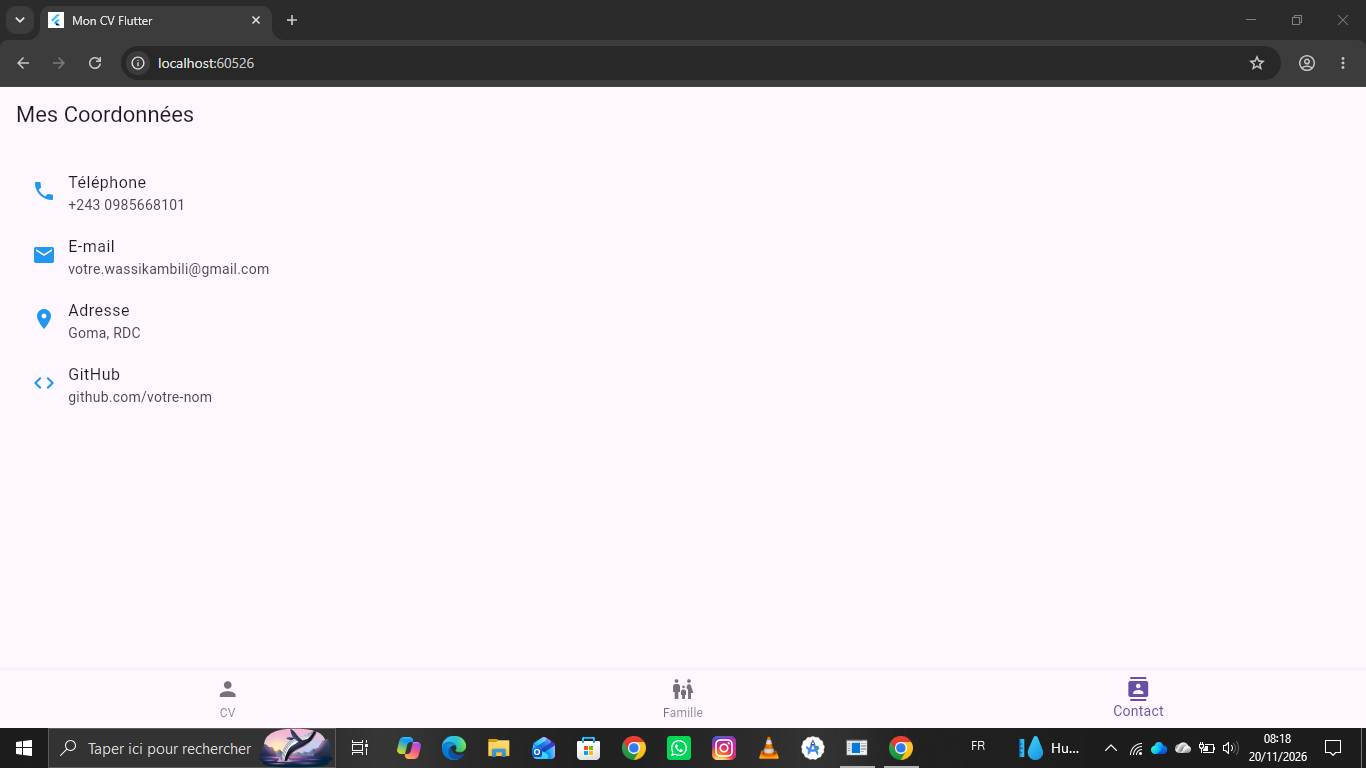 Mon CV Flutter
localhost:60526
Mes Coordonnées
Téléphone
+243 0985668101
E-mail
votre.wassikambili@gmail.com
Adresse
Goma, RDC
GitHub
github.com/votre-nom
CV
Famille
Contact
Taper ici pour rechercher
FR
Hu...
08:18
20/11/2026